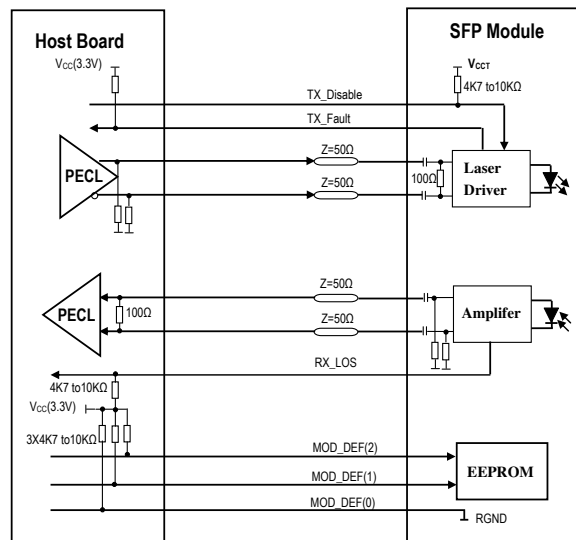 Host Board
SFP Module
VCC(3.3V)
VCCT
4K7 to10KΩ
TX_Disable
TX_Fault
Z=50Ω
PECL
100Ω
Laser
Driver
Z=50Ω
Z=50Ω
PECL
100Ω
Amplifer
Z=50Ω
RX_LOS
4K7 to10KΩ
VCC(3.3V)
3X4K7 to10KΩ
MOD_DEF(2)
EEPROM
MOD_DEF(1)
MOD_DEF(0)
RGND